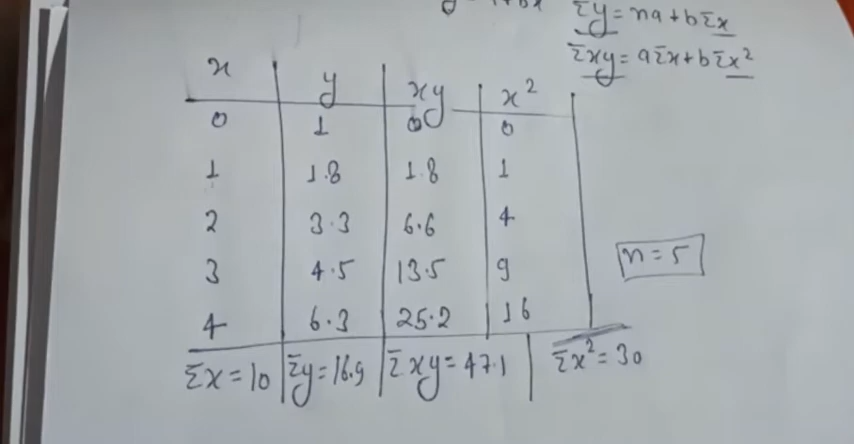 Σy = na + bΣx
Σxy = aΣx + bΣx²
x y xy x²
0 1 0 0
1 1.8 1.8 1
2 3.3 6.6 4
3 4.5 13.5 9
n = 5
4 6.3 25.2 16
Σx = 10 Σy = 16.9 Σxy = 47.1 Σx² = 30